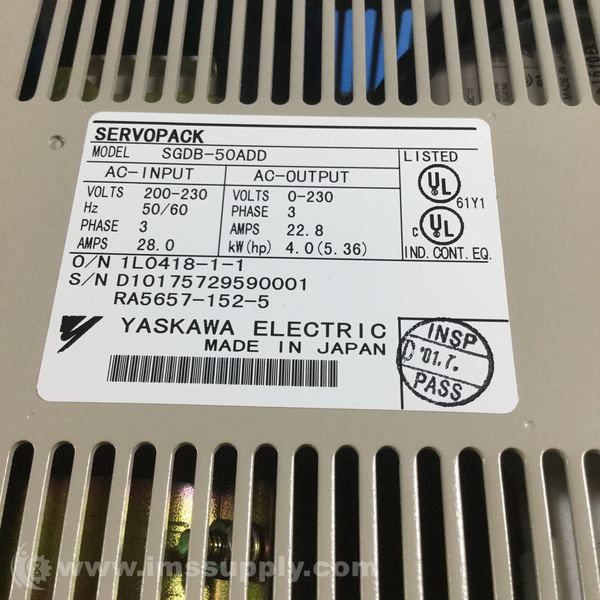 SERVOPACK
MODEL SGDB-50ADD
AC-INPUT AC-OUTPUT
VOLTS 200-230 VOLTS 0-230
Hz 50/60 PHASE 3
PHASE 3 AMPS 22.8
AMPS 28.0 kW(hp) 4.0(5.36)
LISTED
UL
61Y1
c UL
IND. CONT. EQ.
O/N 1L0418-1-1
S/N D10175729590001
RA5657-152-5
YASKAWA ELECTRIC
MADE IN JAPAN
INSP
D '01.7.
PASS
www.imssupply.com